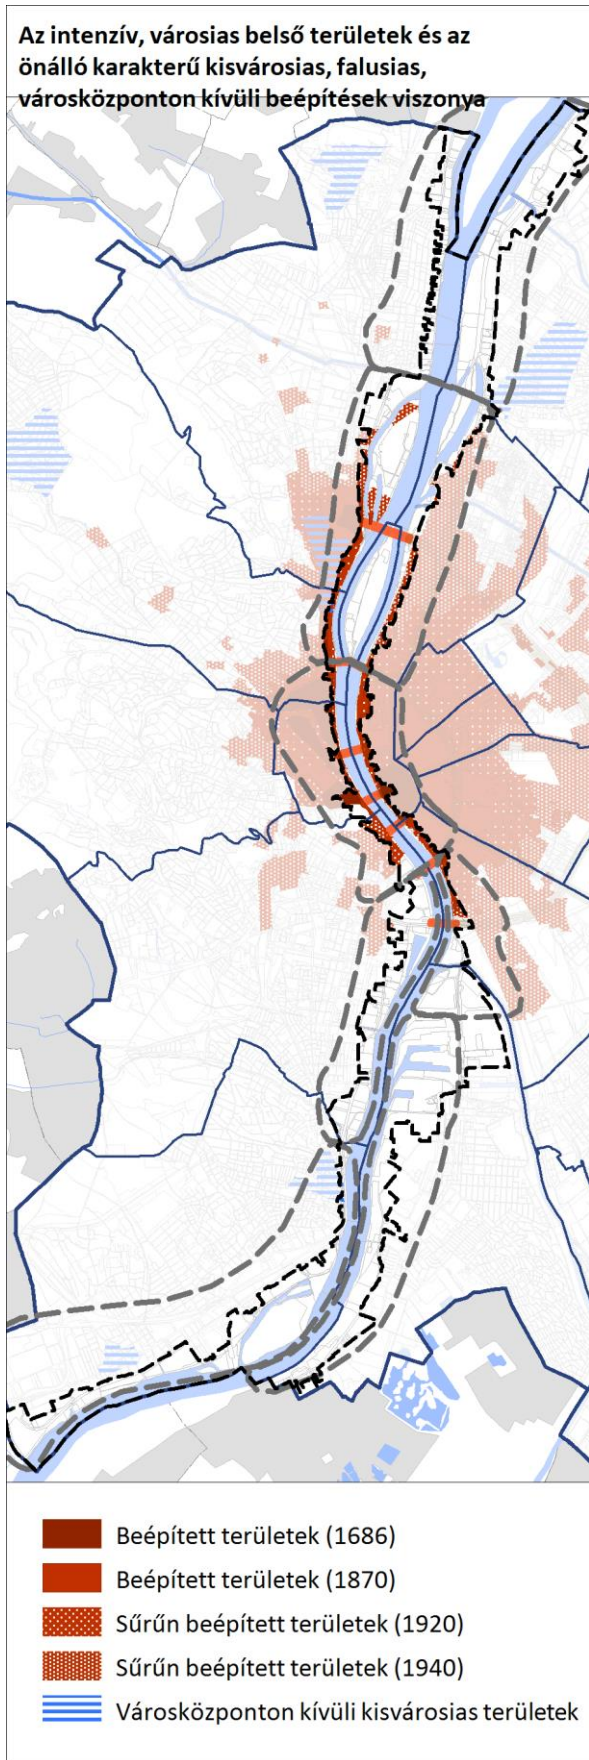 Az intenzív, városias belső területek és az
önálló karakterű kisvárosias, falusias,
városközponton kívüli beépítések viszonya
Beépített területek (1686)
Beépített területek (1870)
Sűrűn beépített területek (1920)
Sűrűn beépített területek (1940)
Városközponton kívüli kisvárosias területek